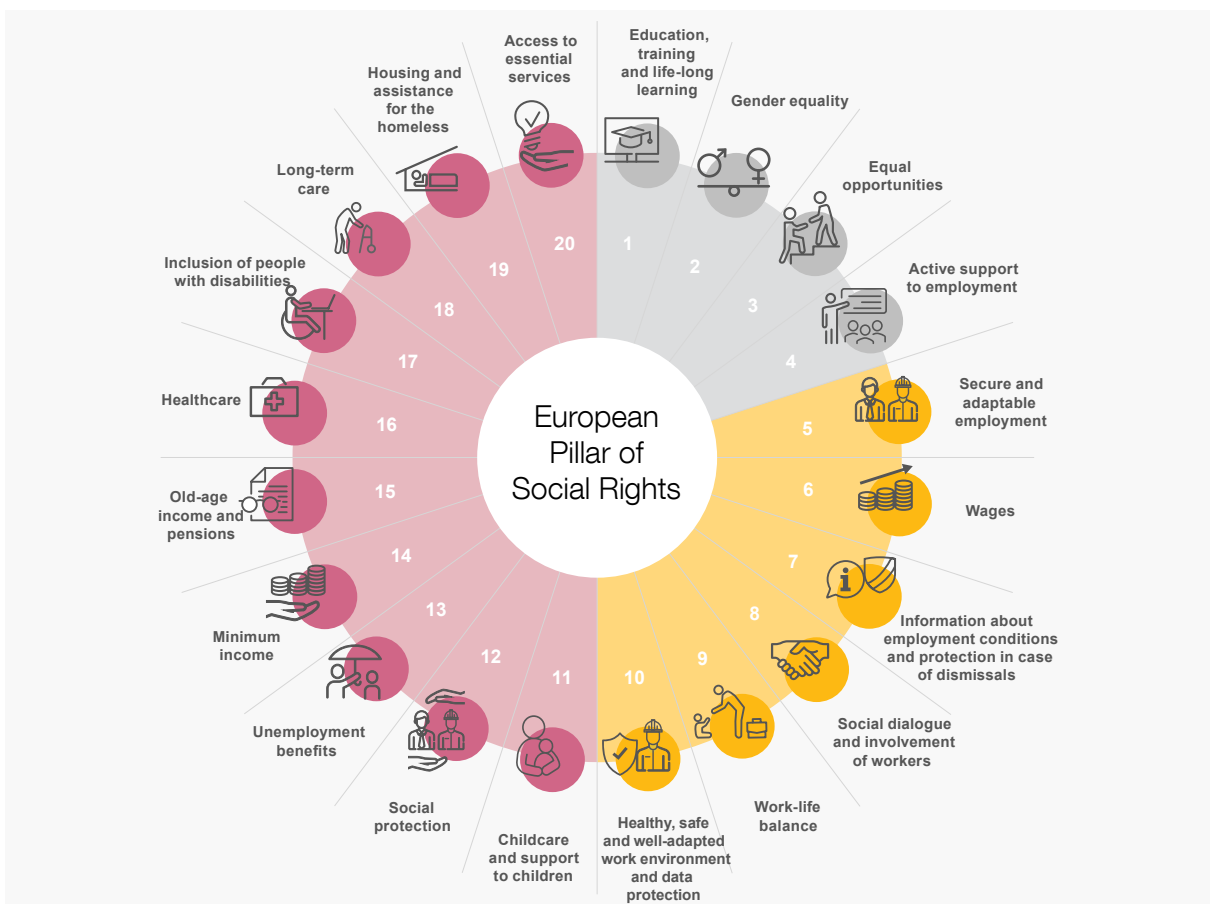 European
Pillar of
Social Rights
1
Education,
training
and life-long
learning
2
Gender equality
3
Equal
opportunities
4
Active support
to employment
5
Secure and
adaptable
employment
6
Wages
7
Information about
employment conditions
and protection in case
of dismissals
8
Social dialogue
and involvement
of workers
9
Work-life
balance
10
Healthy, safe
and well-adapted
work environment
and data
protection
11
Childcare
and support
to children
12
Social
protection
13
Unemployment
benefits
14
Minimum
income
15
Old-age
income and
pensions
16
Healthcare
17
Inclusion of people
with disabilities
18
Long-term
care
19
Housing and
assistance
for the
homeless
20
Access to
essential
services
i